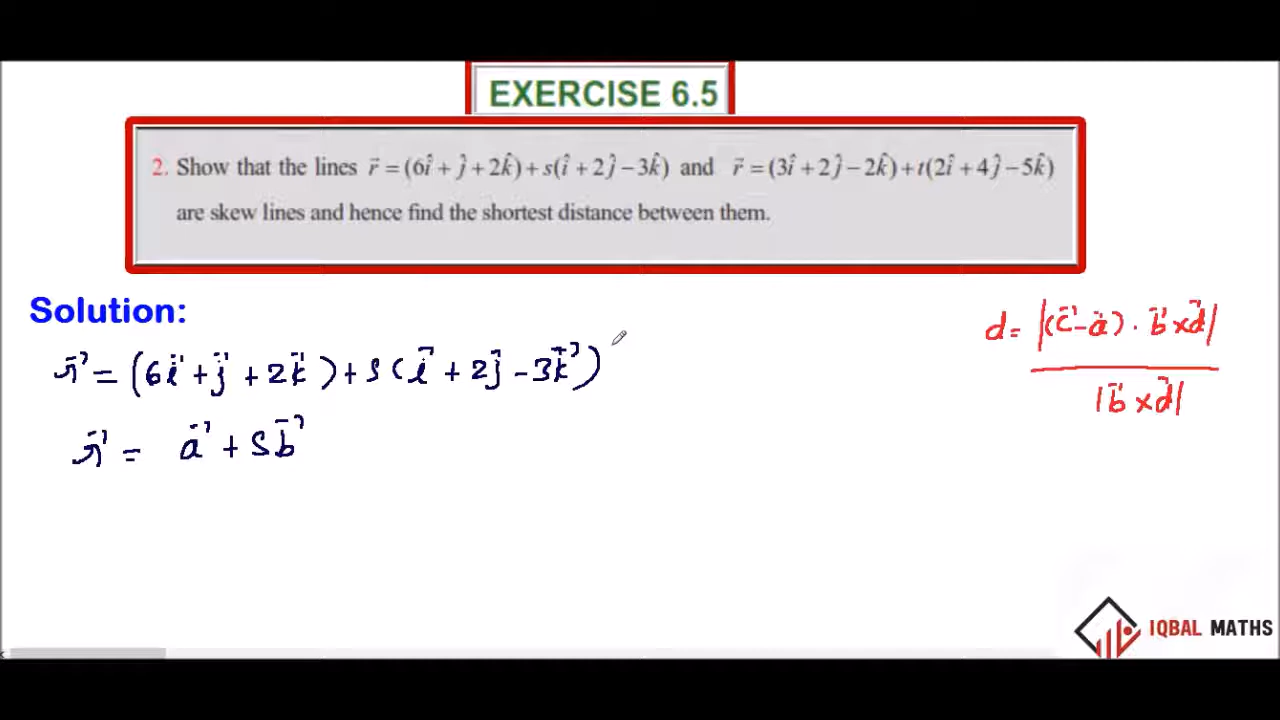 EXERCISE 6.5
2. Show that the lines r⃗ = (6î + ĵ + 2k̂) + s(î + 2ĵ − 3k̂) and r⃗ = (3î + 2ĵ − 2k̂) + t(2î + 4ĵ − 5k̂)
are skew lines and hence find the shortest distance between them.
Solution:
r⃗ = (6i⃗ + j⃗ + 2k⃗) + s(i⃗ + 2j⃗ − 3k⃗)
r⃗ = a⃗ + sb⃗
d = |(c⃗ − a⃗) · b⃗ × d⃗|
|b⃗ × d⃗|
IQBAL MATHS